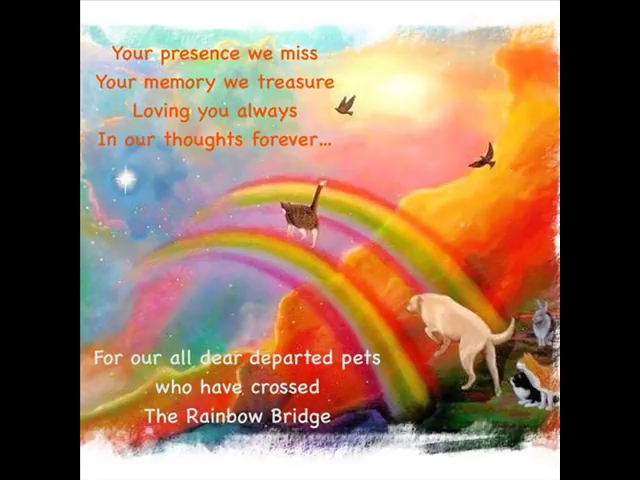 Your presence we miss
Your memory we treasure
Loving you always
In our thoughts forever...
For our all dear departed pets
who have crossed
The Rainbow Bridge